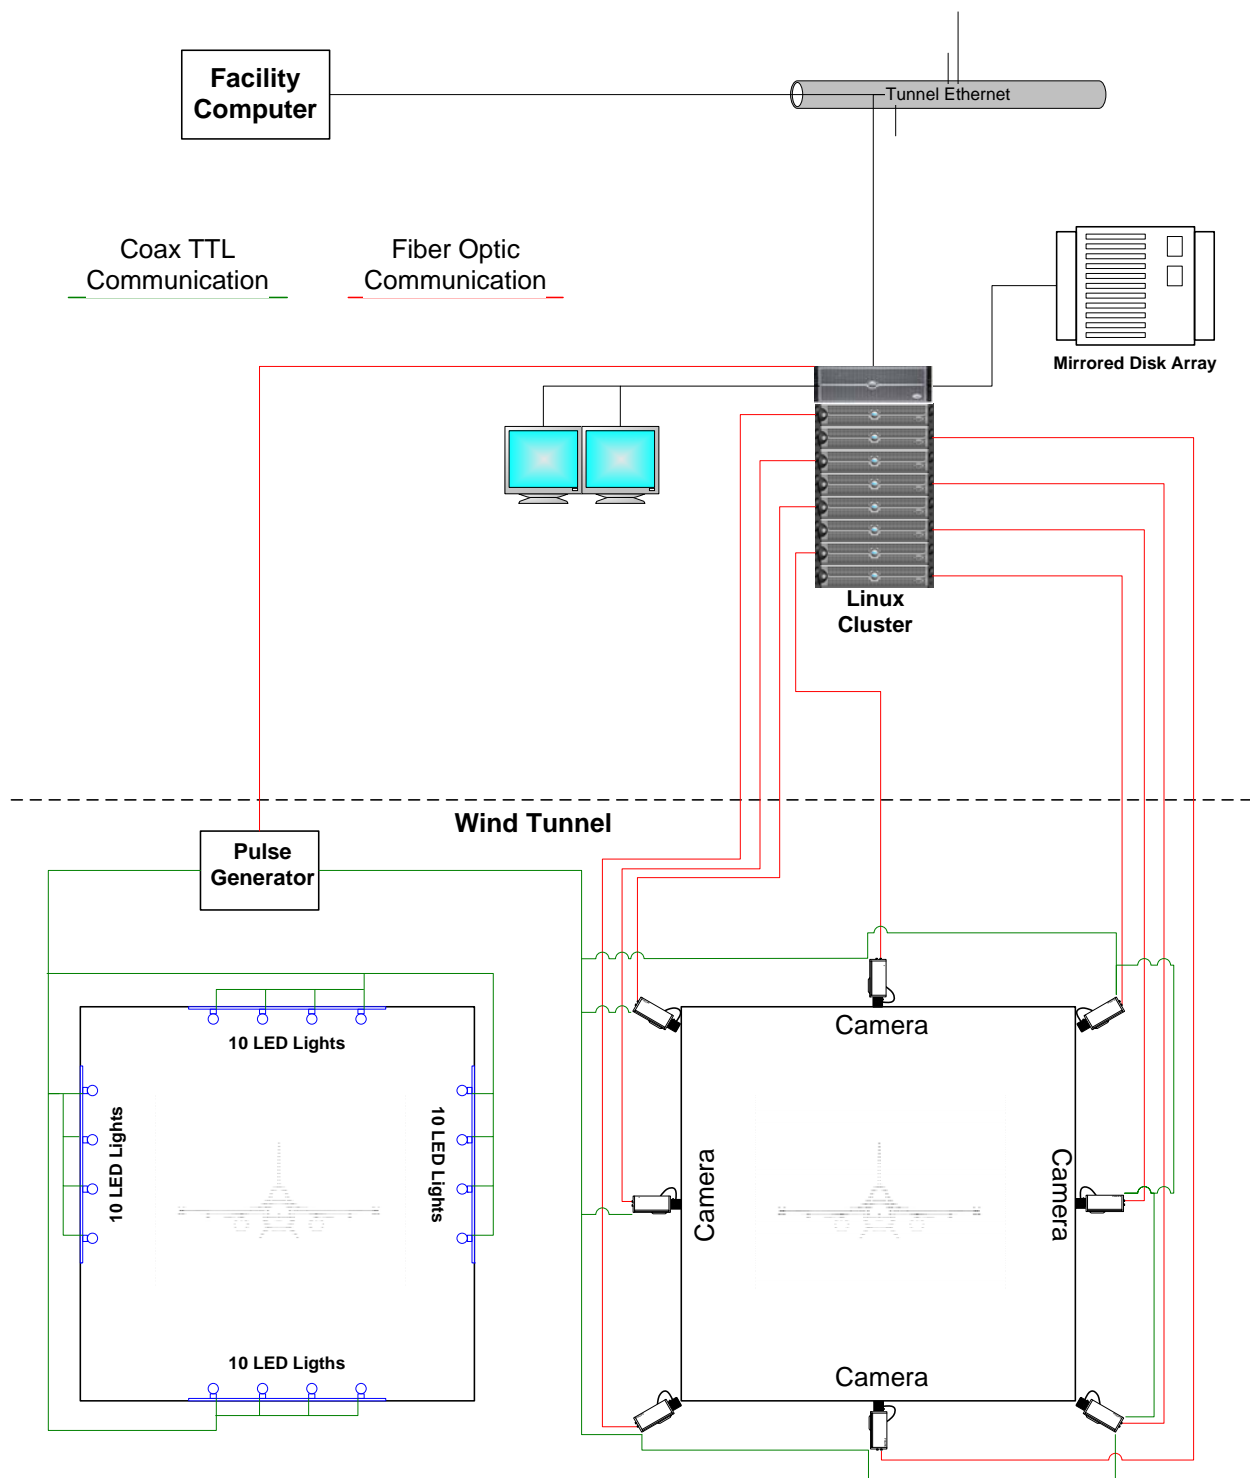 Facility
Computer
Tunnel Ethernet
Coax TTL
Communication
Fiber Optic
Communication
Mirrored Disk Array
Linux
Cluster
Wind Tunnel
Pulse
Generator
10 LED Lights
10 LED Lights
10 LED Lights
10 LED Ligths
Camera
Camera
Camera
Camera